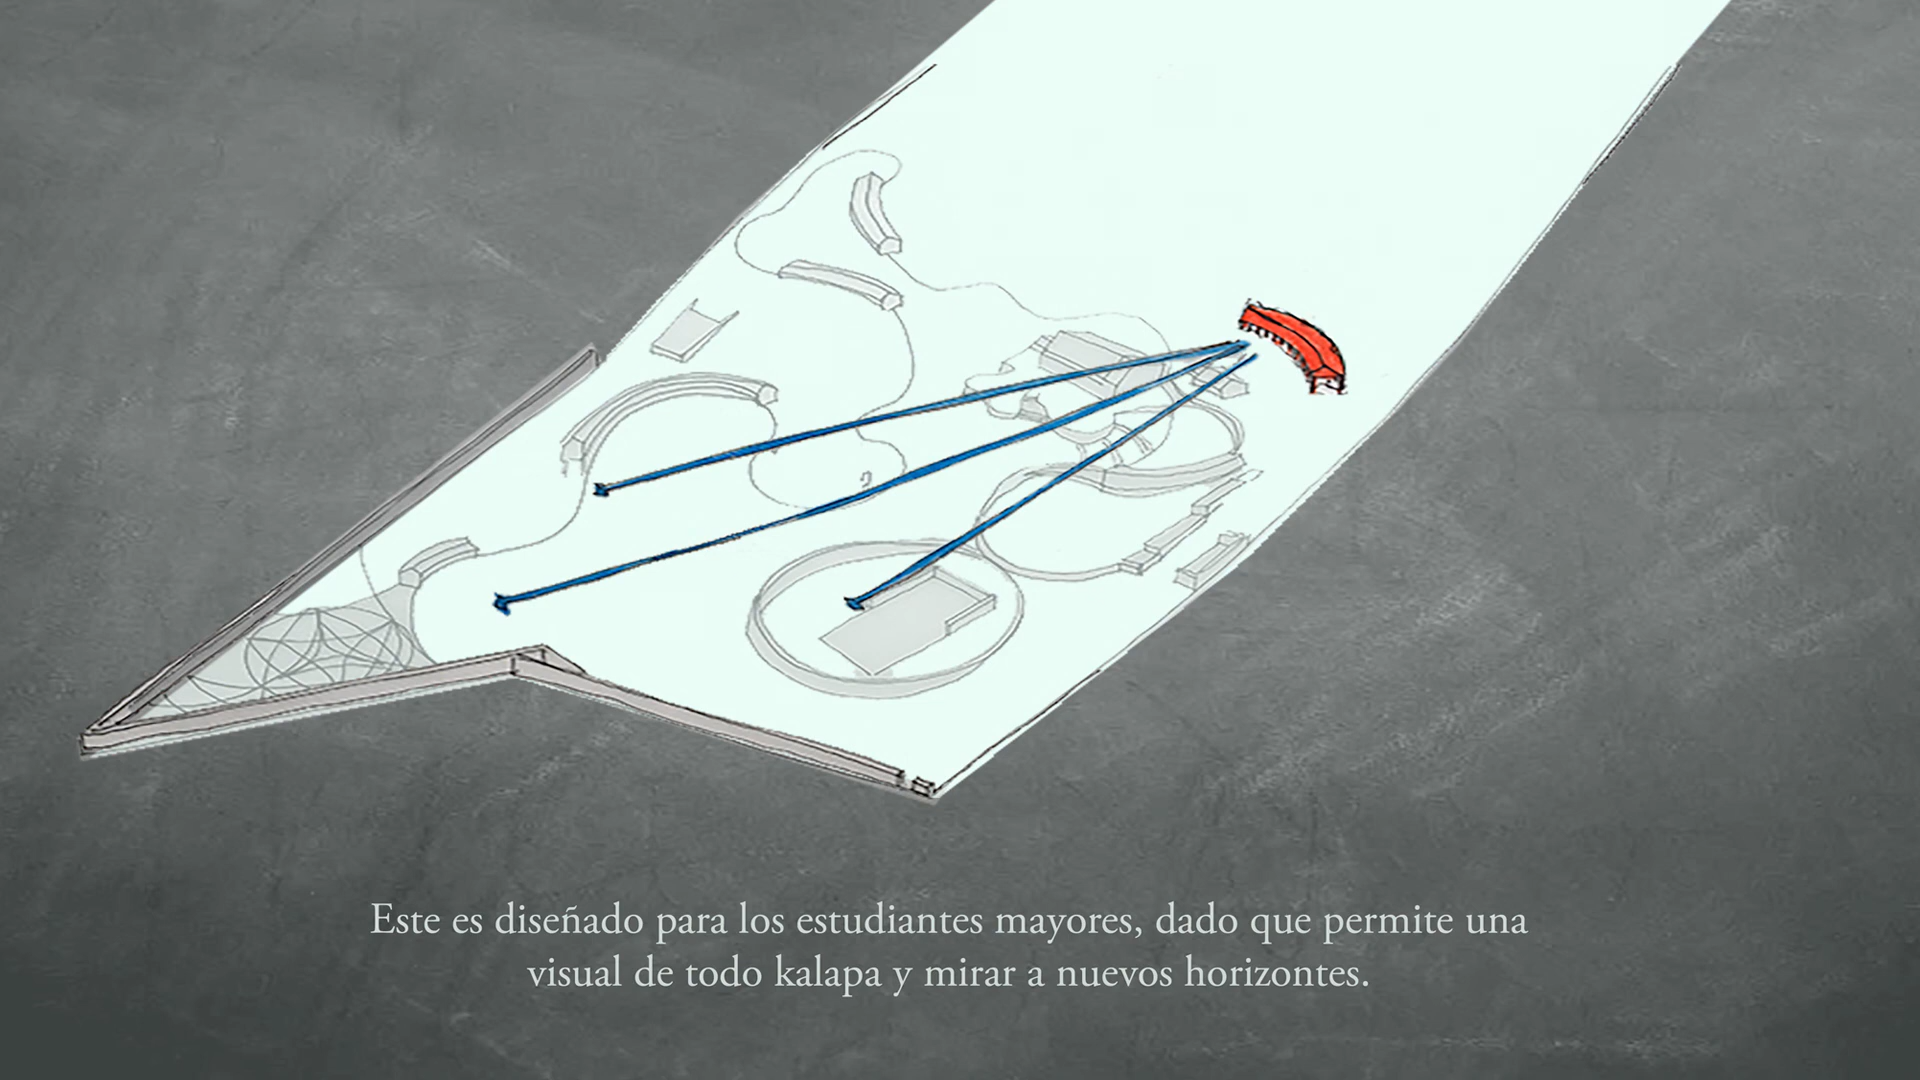 Este es diseñado para los estudiantes mayores, dado que permite una
visual de todo kalapa y mirar a nuevos horizontes.